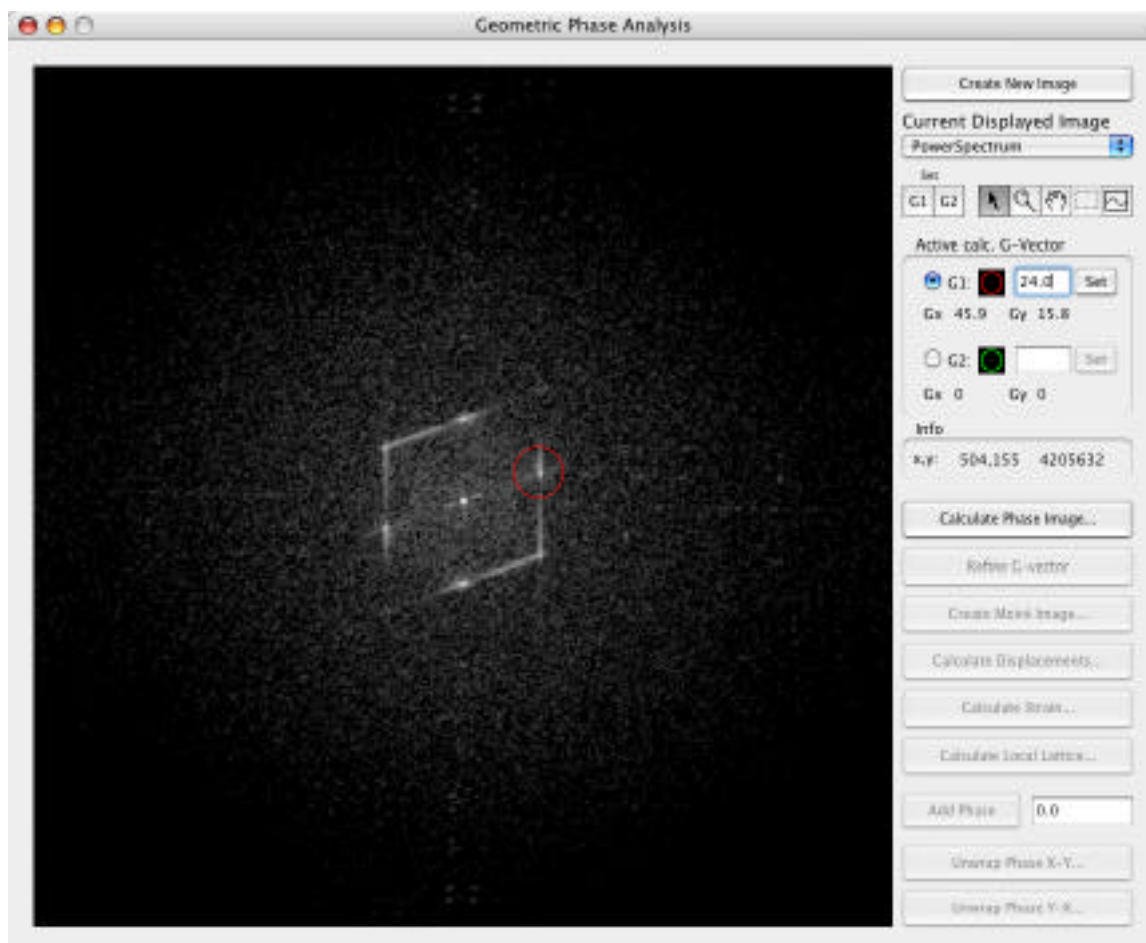 Geometric Phase Analysis
Create New Image
Current Displayed Image
PowerSpectrum
Set
G1 G2
Active calc. G-Vector
G1: 24.0 Set
Gx 45.9 Gy 15.8
G2: Set
Gx 0 Gy 0
Info
x,y: 504,155 4205632
Calculate Phase Image...
Refine G-vector
Create Moiré Image...
Calculate Displacements...
Calculate Strain...
Calculate Local Lattice...
Add Phase 0.0
Unwrap Phase X-Y...
Unwrap Phase Y-X...